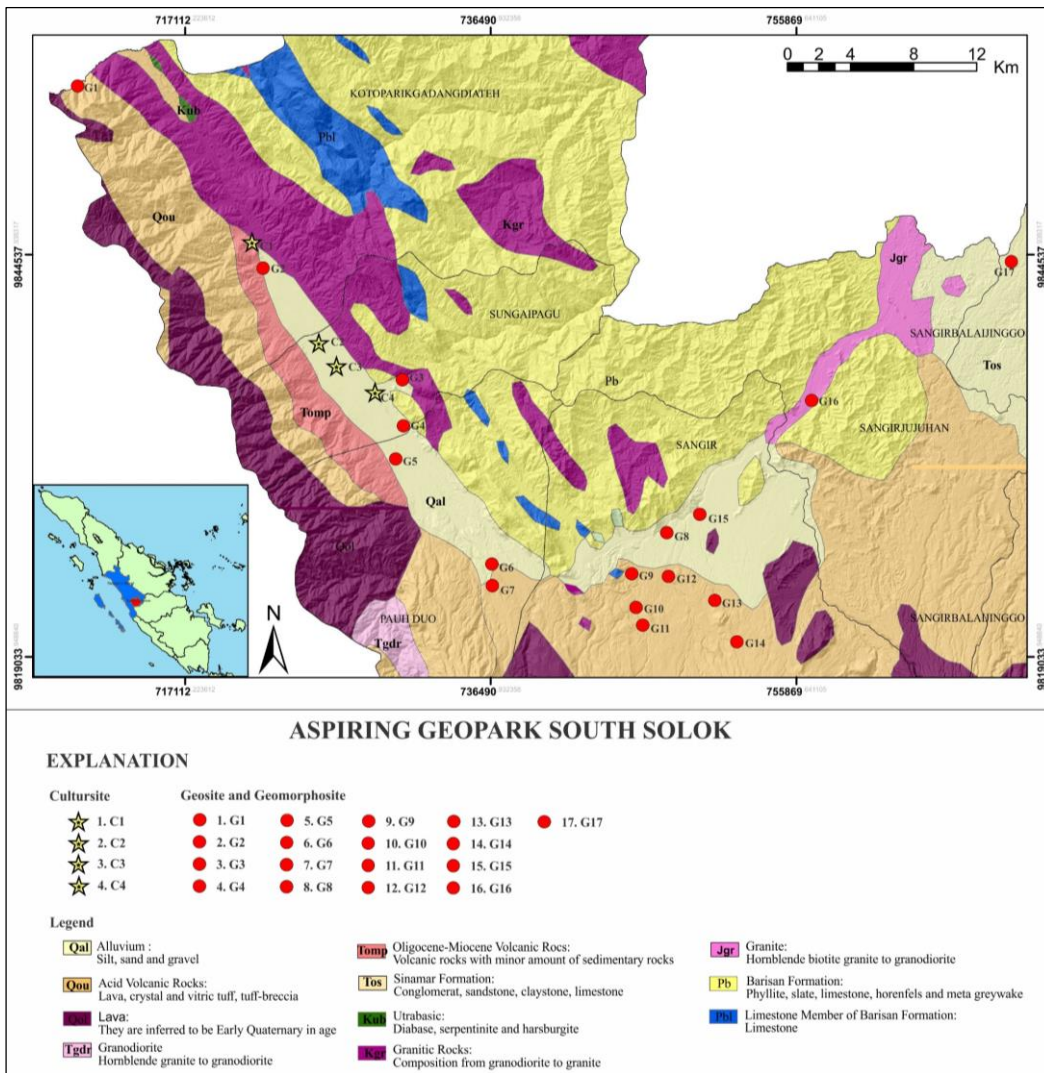 717112
736490
755869
0 2 4 8 12
Km
KOTOPARIKGADANGDIATEH
G1
Kub
Pbl
Qou
Kgr
C1
G2
9844537
9844537
Jgr
G17
SUNGAIPAGU
SANGIRBALAIJINGGO
C2
C3
G3
Tos
C4
Pb
G16
Tomp
G4
SANGIR
SANGIRJUJUHAN
G5
Qal
G15
G8
G6
G9
G12
G7
G10
G13
G11
N
PAUH DUO
G14
SANGIRBALAIJINGGO
Tgdr
9819033
9819033
717112
736490
755869
ASPIRING GEOPARK SOUTH SOLOK
EXPLANATION
Cultursite
1. C1
2. C2
3. C3
4. C4
Geosite and Geomorphosite
1. G1
2. G2
3. G3
4. G4
5. G5
6. G6
7. G7
8. G8
9. G9
10. G10
11. G11
12. G12
13. G13
14. G14
15. G15
16. G16
17. G17
Legend
Qal Alluvium :
Silt, sand and gravel
Qou Acid Volcanic Rocks:
Lava, crystal and vitric tuff, tuff-breccia
Lava:
They are inferred to be Early Quternary in age
Tgdr Granodiorite
Hornblende granite to granodiorite
Tomp Oligocene-Miocene Volcanic Rocs:
Volcanic rocks with minor amount of sedimentary rocks
Tos Sinamar Formation:
Conglomerat, sandstone, claystone, limestone
Kub Utrabasic:
Diabase, serpentinite and harsburgite
Kgr Granitic Rocks:
Composition from granodiorite to granite
Jgr Granite:
Hornblende biotite granite to granodiorite
Pb Barisan Formation:
Phyllite, slate, limestone, horenfels and meta greywake
Pbl Limestone Member of Barisan Formation:
Limestone